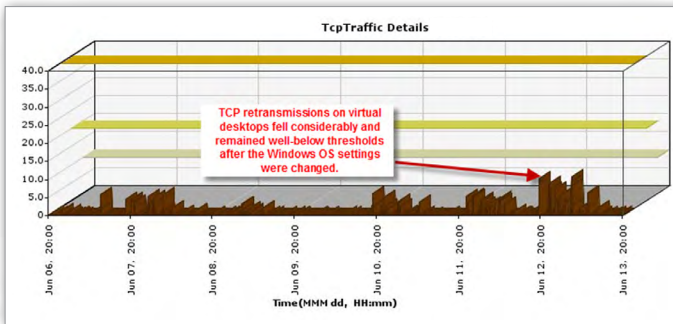 TcpTraffic Details
40.0
35.0
30.0
25.0
20.0
15.0
10.0
5.0
0
TCP retransmissions on virtual
desktops fell considerably and
remained well-below thresholds
after the Windows OS settings
were changed.
Jun 06, 20:00
Jun 07, 20:00
Jun 08, 20:00
Jun 09, 20:00
Jun 10, 20:00
Jun 11, 20:00
Jun 12, 20:00
Jun 13, 20:00
Time(MMM dd, HH:mm)